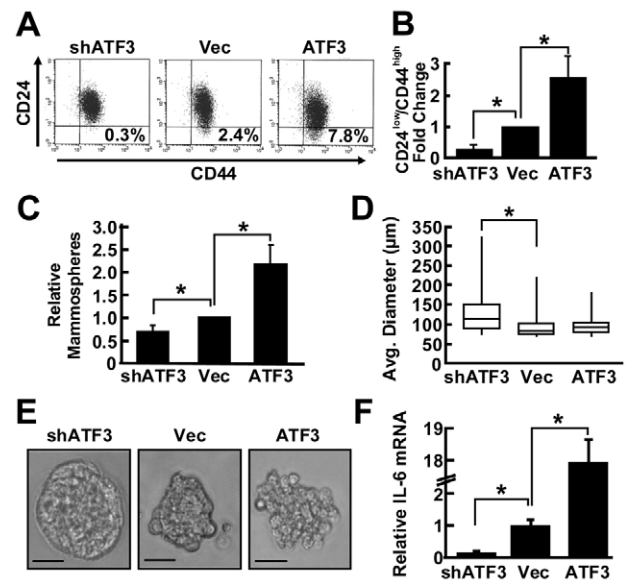 A
shATF3 Vec ATF3
CD24
0.3% 2.4% 7.8%
CD44
B
CD24low/CD44high
Fold Change
3
2
1
0
* *
shATF3 Vec ATF3
C
Relative
Mammospheres
3.0
2.5
2.0
1.5
1.0
0.5
0
* *
shATF3 Vec ATF3
D
Avg. Diameter (µm)
350
300
250
200
150
100
50
0
*
shATF3 Vec ATF3
E
shATF3 Vec ATF3
F
Relative IL-6 mRNA
19
18
2
1
0
* *
shATF3 Vec ATF3